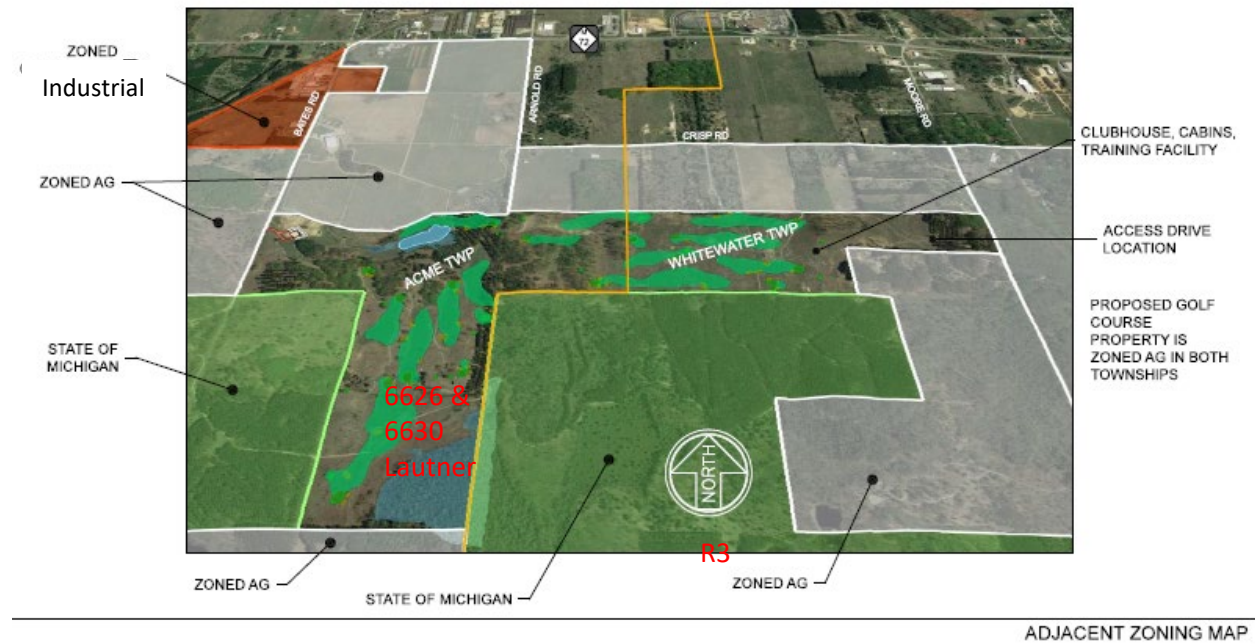 ZONED
Industrial
72
BATES RD
ARNOLD RD
MOORE RD
CRISP RD
CLUBHOUSE, CABINS,
TRAINING FACILITY
ZONED AG
ACME TWP
WHITEWATER TWP
ACCESS DRIVE
LOCATION
PROPOSED GOLF
COURSE
PROPERTY IS
ZONED AG IN BOTH
TOWNSHIPS
STATE OF
MICHIGAN
6626 &
6630
Lautner
NORTH
R3
ZONED AG
STATE OF MICHIGAN
ZONED AG
ADJACENT ZONING MAP